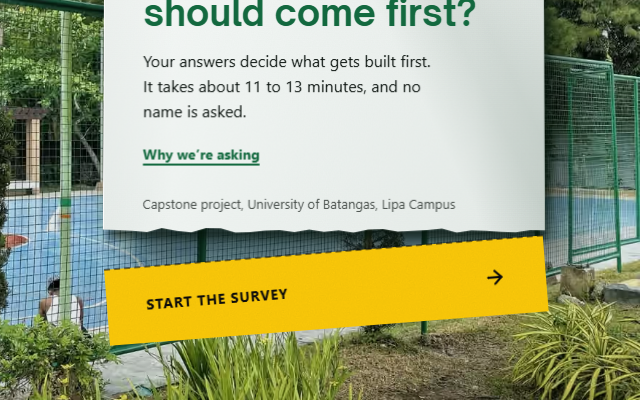 should come first?
Your answers decide what gets built first.
It takes about 11 to 13 minutes, and no
name is asked.
Why we're asking
Capstone project, University of Batangas, Lipa Campus
START THE SURVEY